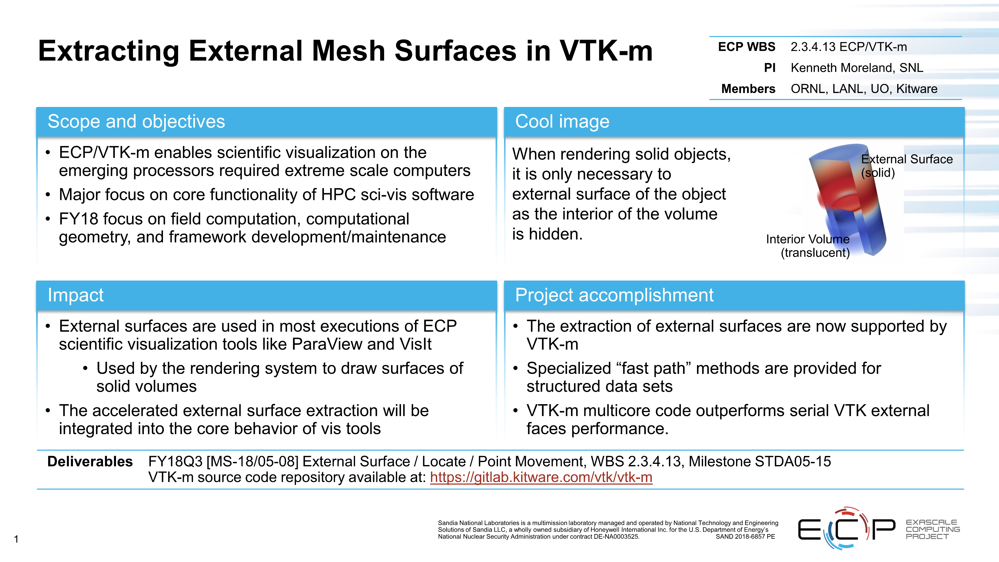 Extracting External Mesh Surfaces in VTK-m
ECP WBS 2.3.4.13 ECP/VTK-m
PI Kenneth Moreland, SNL
Members ORNL, LANL, UO, Kitware
Scope and objectives
• ECP/VTK-m enables scientific visualization on the
emerging processors required extreme scale computers
• Major focus on core functionality of HPC sci-vis software
• FY18 focus on field computation, computational
geometry, and framework development/maintenance
Cool image
When rendering solid objects,
it is only necessary to
external surface of the object
as the interior of the volume
is hidden.
External Surface
(solid)
Interior Volume
(translucent)
Impact
• External surfaces are used in most executions of ECP
scientific visualization tools like ParaView and VisIt
• Used by the rendering system to draw surfaces of
solid volumes
• The accelerated external surface extraction will be
integrated into the core behavior of vis tools
Project accomplishment
• The extraction of external surfaces are now supported by
VTK-m
• Specialized “fast path” methods are provided for
structured data sets
• VTK-m multicore code outperforms serial VTK external
faces performance.
Deliverables FY18Q3 [MS-18/05-08] External Surface / Locate / Point Movement, WBS 2.3.4.13, Milestone STDA05-15
VTK-m source code repository available at: https://gitlab.kitware.com/vtk/vtk-m
1
Sandia National Laboratories is a multimission laboratory managed and operated by National Technology and Engineering
Solutions of Sandia LLC, a wholly owned subsidiary of Honeywell International Inc. for the U.S. Department of Energy’s
National Nuclear Security Administration under contract DE-NA0003525. SAND 2018-6857 PE
ECP
EXASCALE
COMPUTING
PROJECT